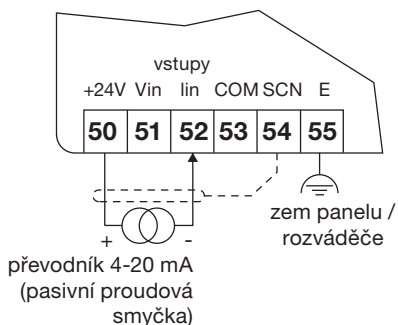 vstupy
+24V Vin Iin COM SCN E
50 51 52 53 54 55
+ -
zem panelu /
rozváděče
převodník 4-20 mA
(pasivní proudová
smyčka)